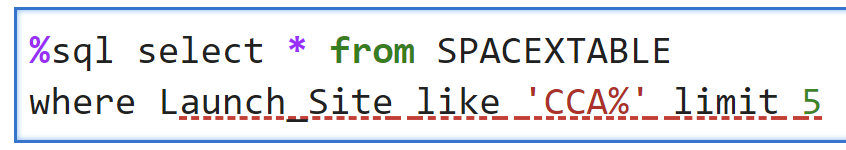 %sql select * from SPACEXTABLE
where Launch_Site like 'CCA%' limit 5